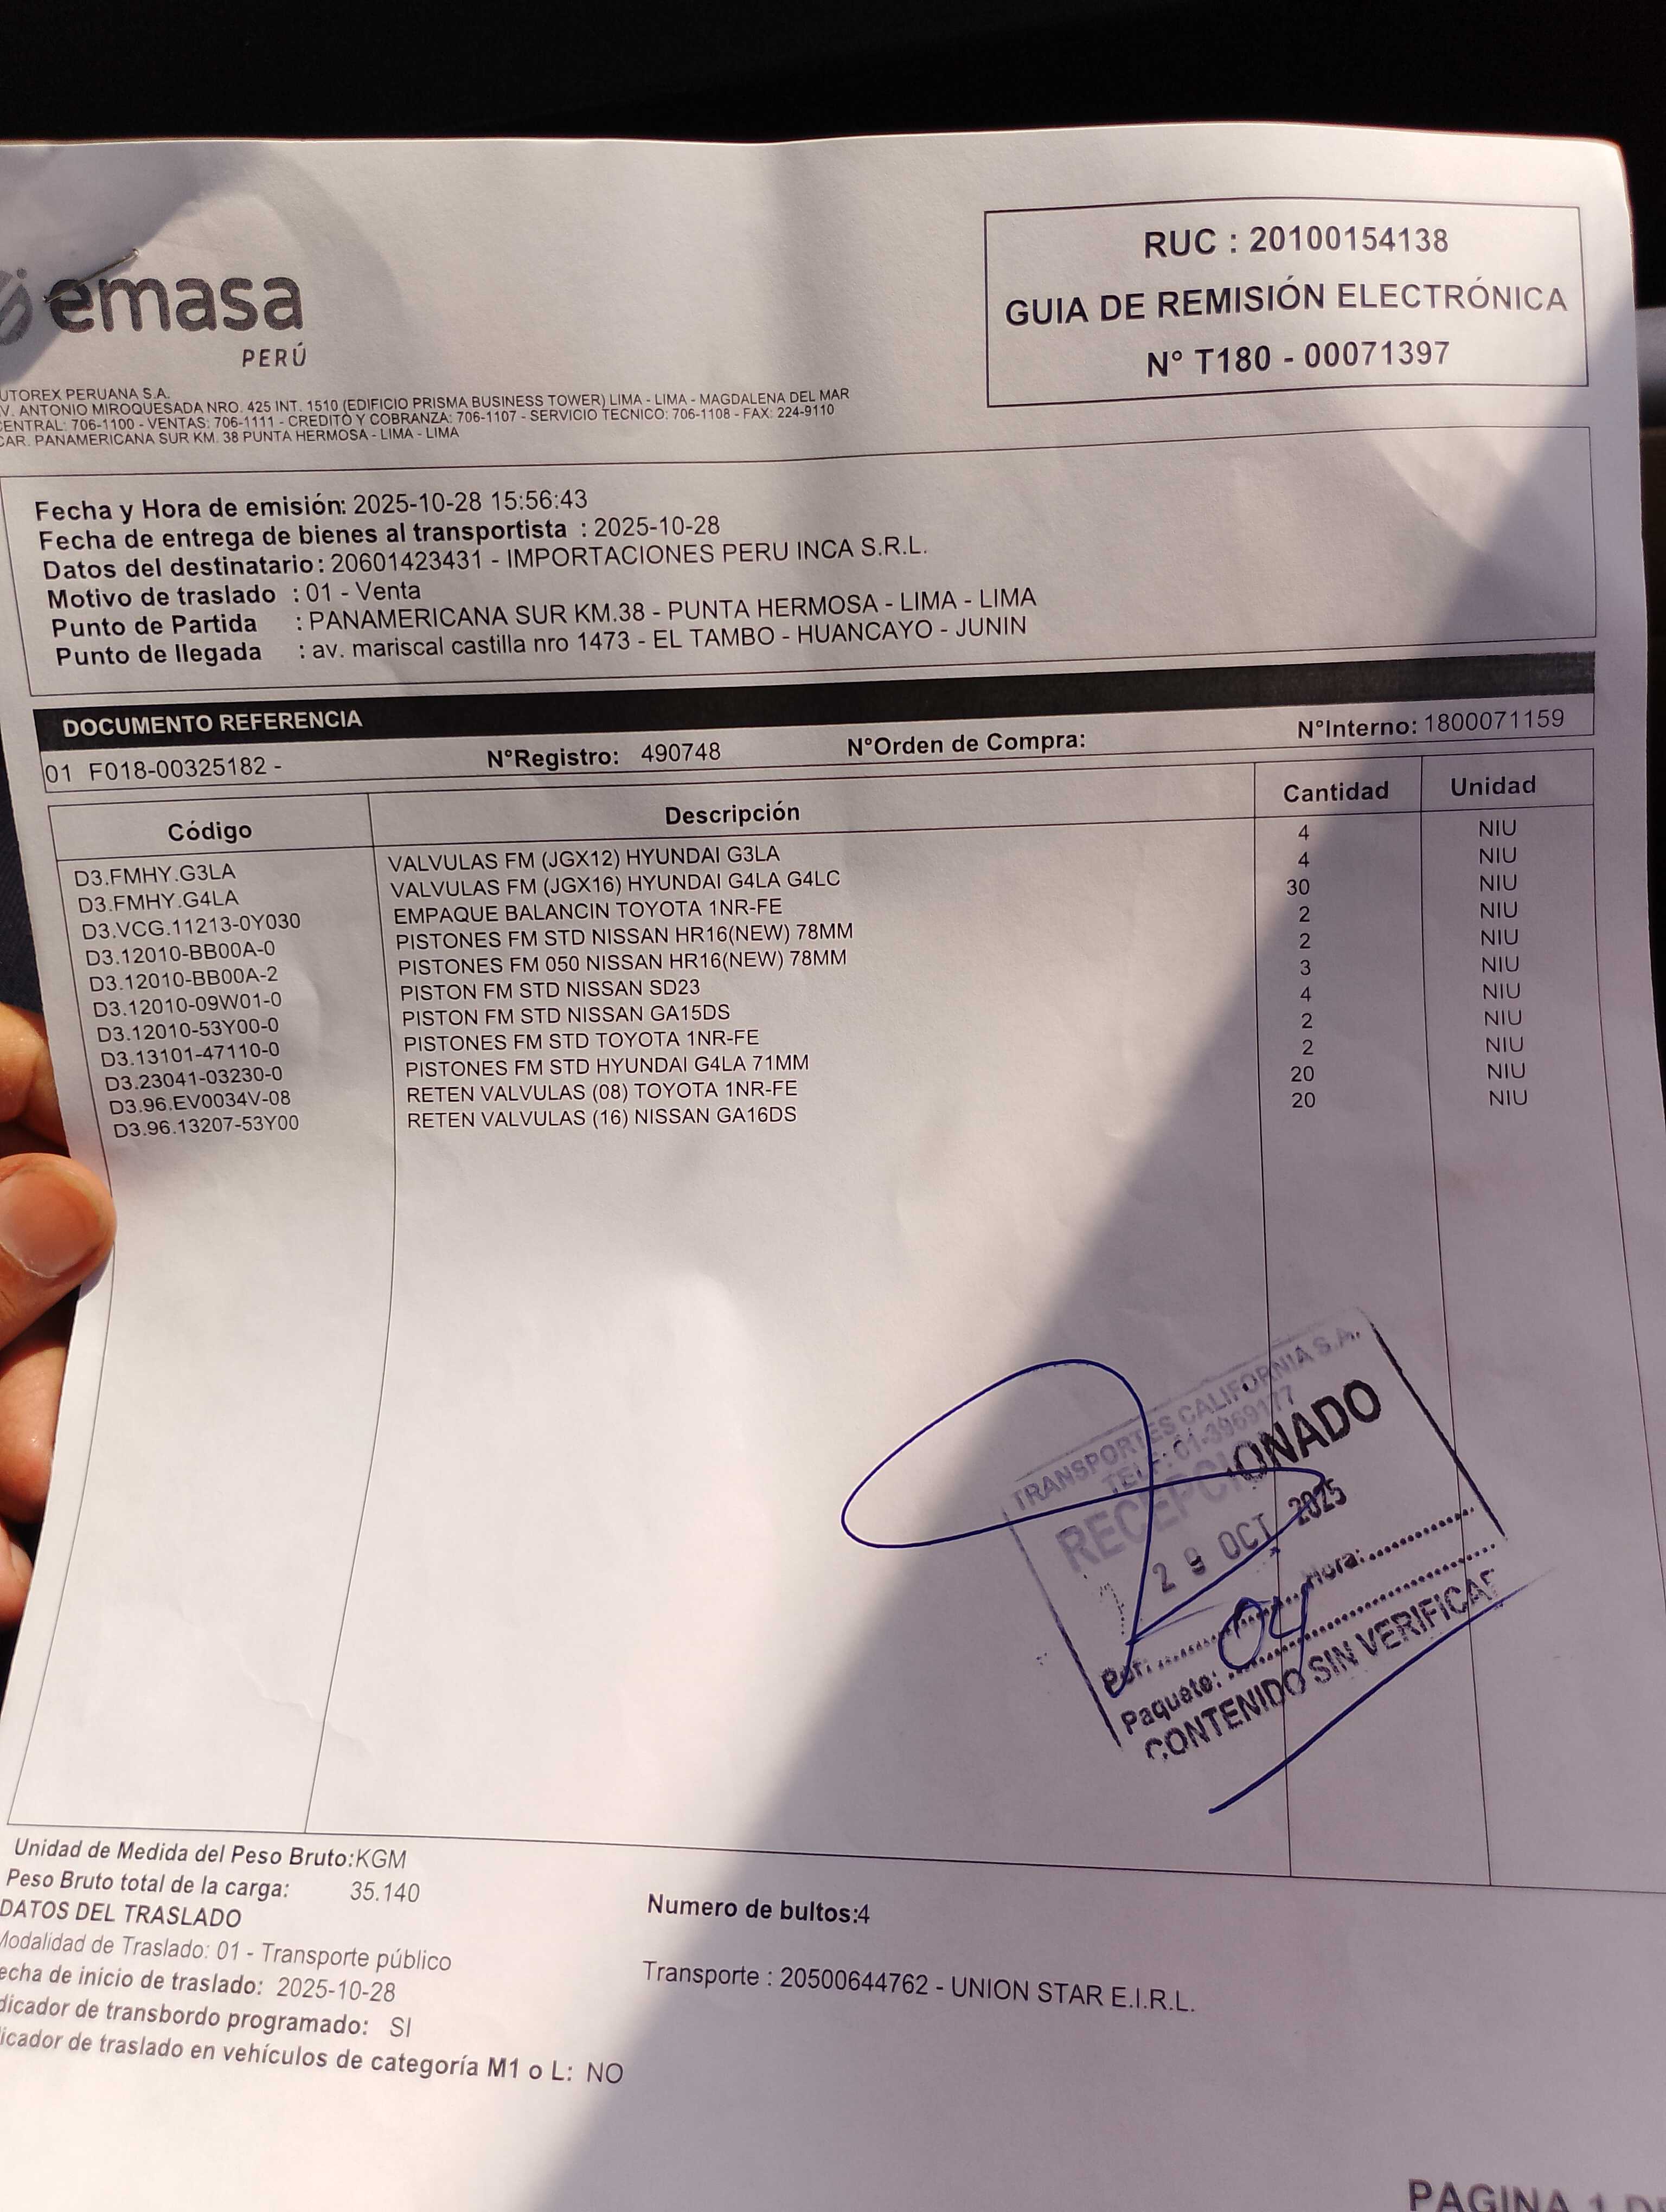 emasa
PERÚ
RUC : 20100154138
GUIA DE REMISIÓN ELECTRÓNICA
N° T180 - 00071397
UTOREX PERUANA S.A.
V. ANTONIO MIROQUESADA NRO. 425 INT. 1510 (EDIFICIO PRISMA BUSINESS TOWER) LIMA - LIMA - MAGDALENA DEL MAR
CENTRAL: 706-1100 - VENTAS: 706-1111 - CREDITO Y COBRANZA: 706-1107 - SERVICIO TECNICO: 706-1108 - FAX: 224-9110
CAR. PANAMERICANA SUR KM. 38 PUNTA HERMOSA - LIMA - LIMA
Fecha y Hora de emisión: 2025-10-28 15:56:43
Fecha de entrega de bienes al transportista : 2025-10-28
Datos del destinatario: 20601423431 - IMPORTACIONES PERU INCA S.R.L.
Motivo de traslado : 01 - Venta
Punto de Partida : PANAMERICANA SUR KM.38 - PUNTA HERMOSA - LIMA - LIMA
Punto de llegada : av. mariscal castilla nro 1473 - EL TAMBO - HUANCAYO - JUNIN
DOCUMENTO REFERENCIA
01 F018-00325182 - N°Registro: 490748 N°Orden de Compra: N°Interno: 1800071159
Código Descripción Cantidad Unidad
D3.FMHY.G3LA VALVULAS FM (JGX12) HYUNDAI G3LA 4 NIU
D3.FMHY.G4LA VALVULAS FM (JGX16) HYUNDAI G4LA G4LC 4 NIU
D3.VCG.11213-0Y030 EMPAQUE BALANCIN TOYOTA 1NR-FE 30 NIU
D3.12010-BB00A-0 PISTONES FM STD NISSAN HR16(NEW) 78MM 2 NIU
D3.12010-BB00A-2 PISTONES FM 050 NISSAN HR16(NEW) 78MM 2 NIU
D3.12010-09W01-0 PISTON FM STD NISSAN SD23 3 NIU
D3.12010-53Y00-0 PISTON FM STD NISSAN GA15DS 4 NIU
D3.13101-47110-0 PISTONES FM STD TOYOTA 1NR-FE 2 NIU
D3.23041-03230-0 PISTONES FM STD HYUNDAI G4LA 71MM 2 NIU
D3.96.EV0034V-08 RETEN VALVULAS (08) TOYOTA 1NR-FE 20 NIU
D3.96.13207-53Y00 RETEN VALVULAS (16) NISSAN GA16DS 20 NIU
TRANSPORTES CALIFORNIA S.A.
TELF: 01-3969177
RECEPCIONADO
29 OCT 2025
Por: Hora:
Paquete: 04
CONTENIDO SIN VERIFICAR
Unidad de Medida del Peso Bruto:KGM
Peso Bruto total de la carga: 35.140
Numero de bultos:4
DATOS DEL TRASLADO
Modalidad de Traslado: 01 - Transporte público
echa de inicio de traslado: 2025-10-28
Transporte : 20500644762 - UNION STAR E.I.R.L.
dicador de transbordo programado: SI
icador de traslado en vehículos de categoría M1 o L: NO
PAGINA 1